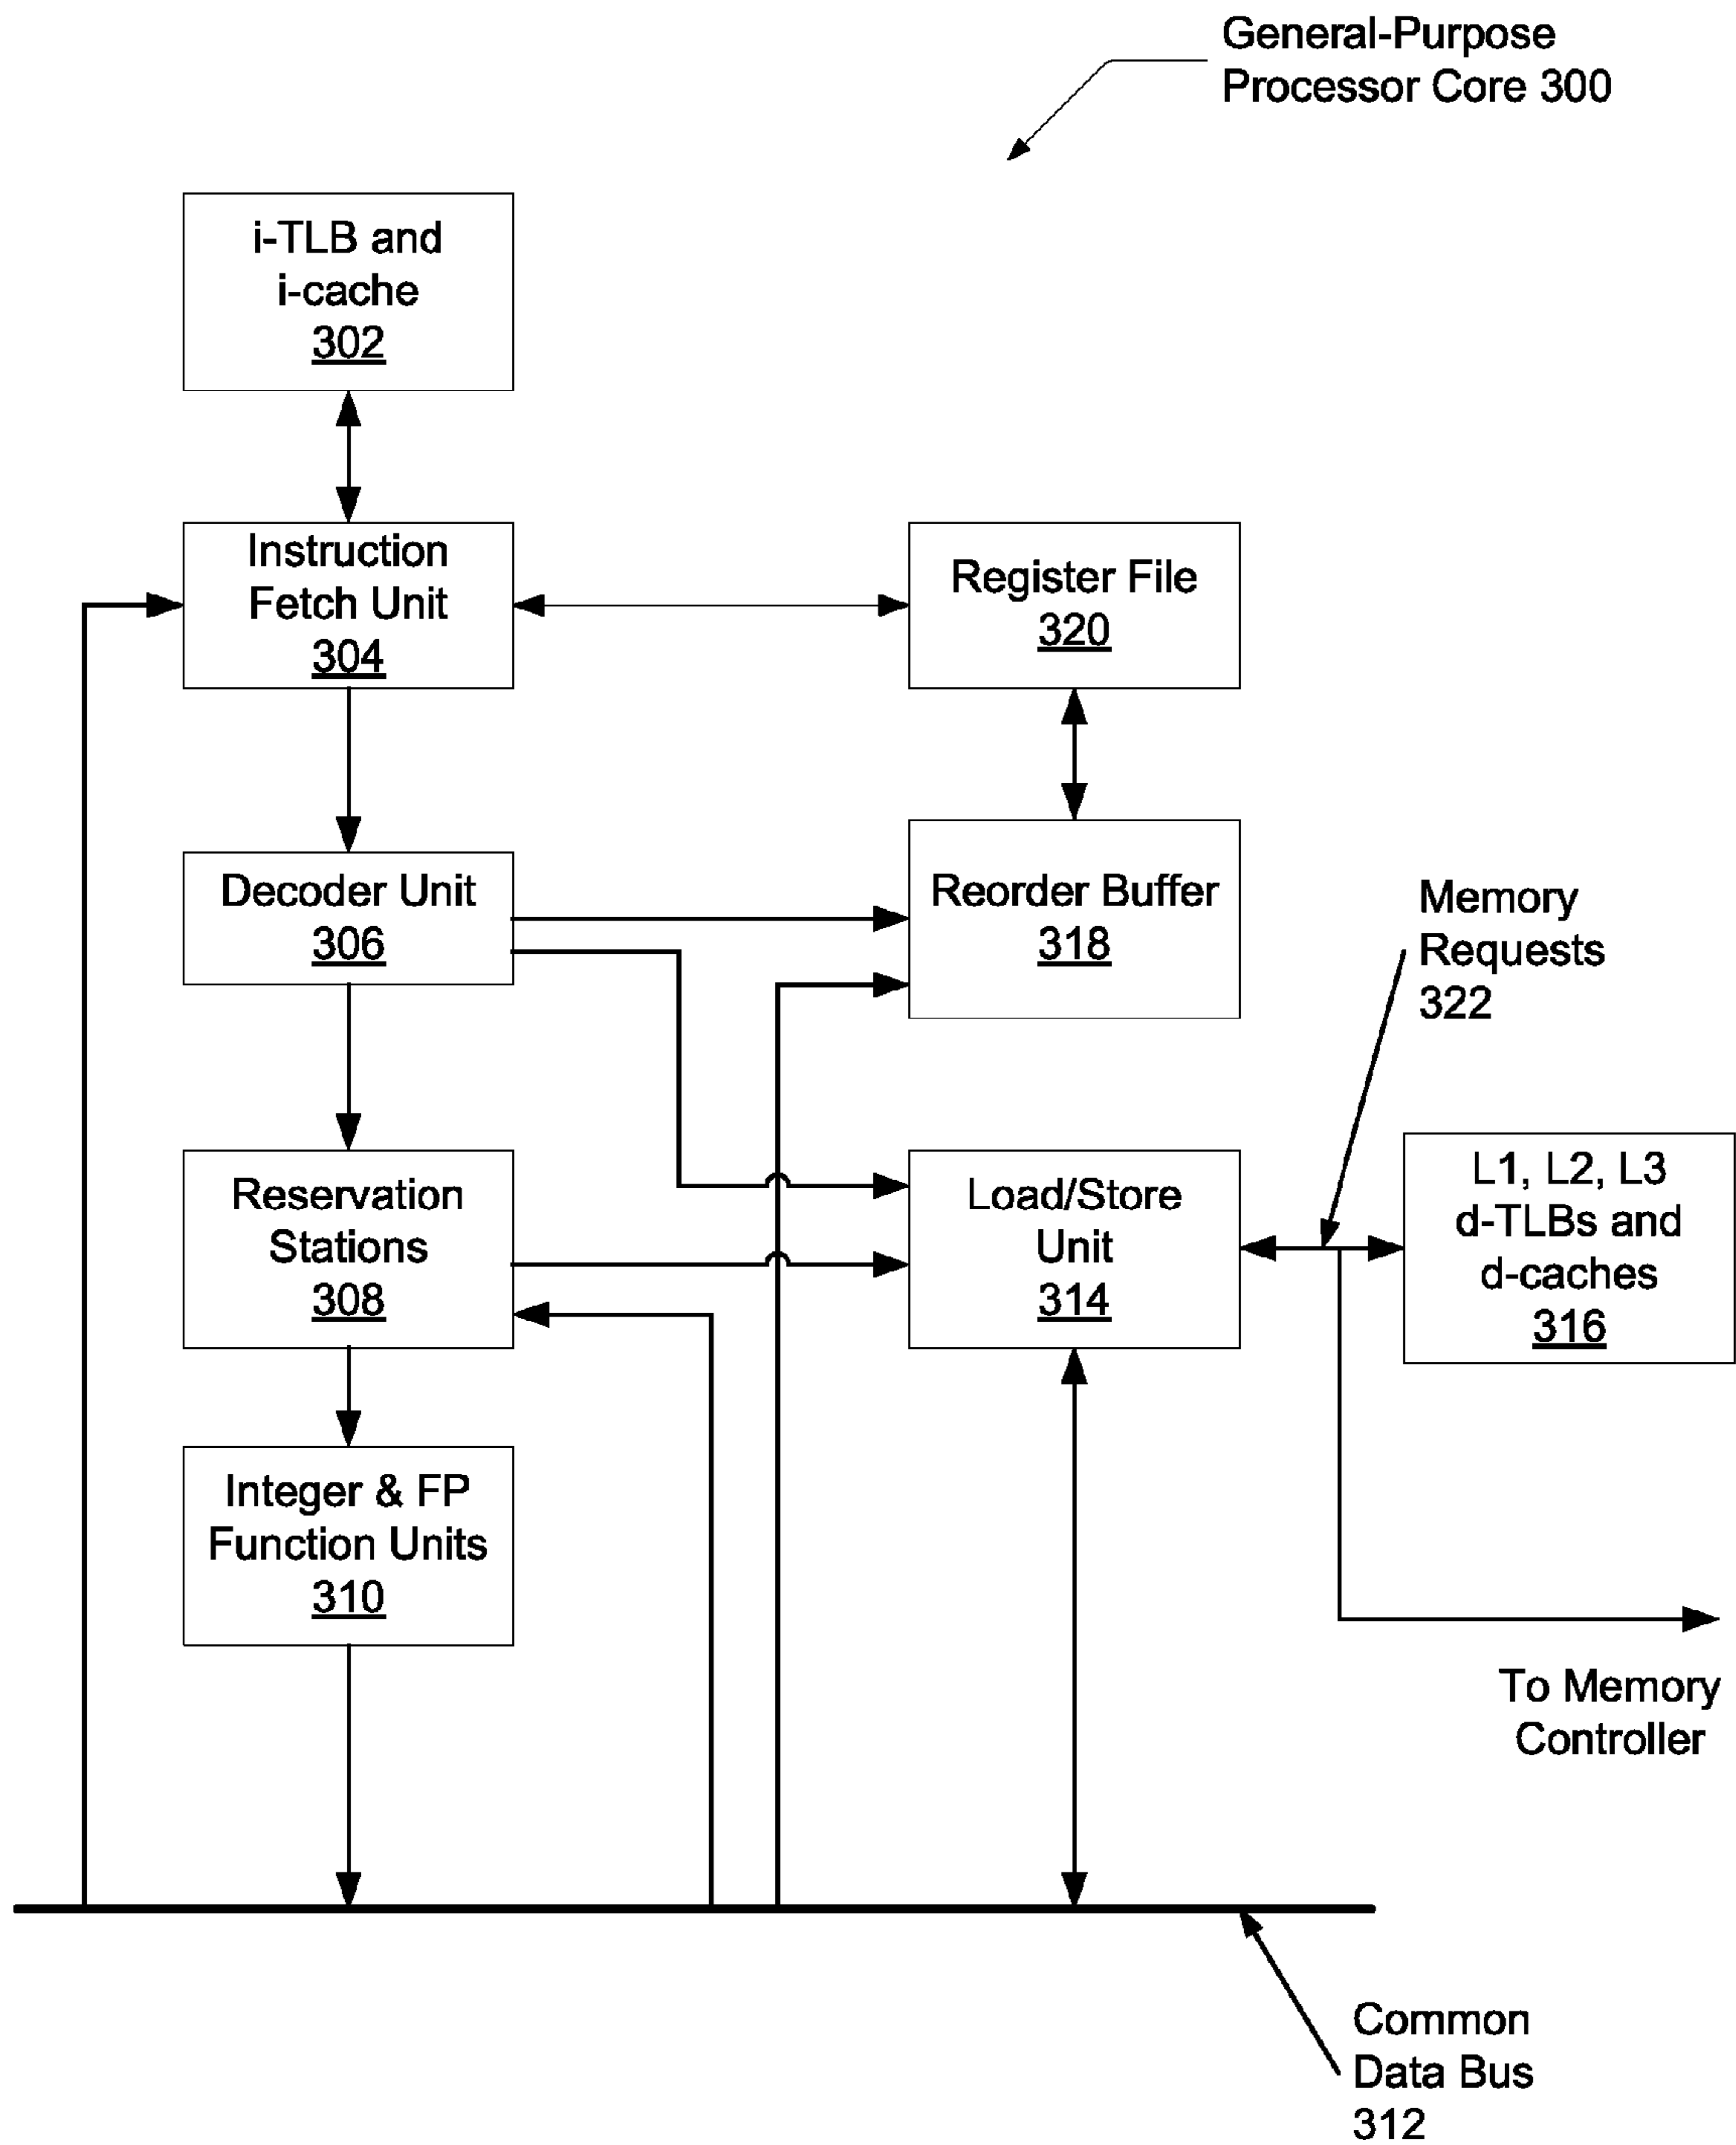 General-Purpose
Processor Core 300
i-TLB and
i-cache
302
Instruction
Fetch Unit
304
Register File
320
Decoder Unit
306
Reorder Buffer
318
Memory
Requests
322
Reservation
Stations
308
Load/Store
Unit
314
L1, L2, L3
d-TLBs and
d-caches
316
Integer & FP
Function Units
310
To Memory
Controller
Common
Data Bus
312